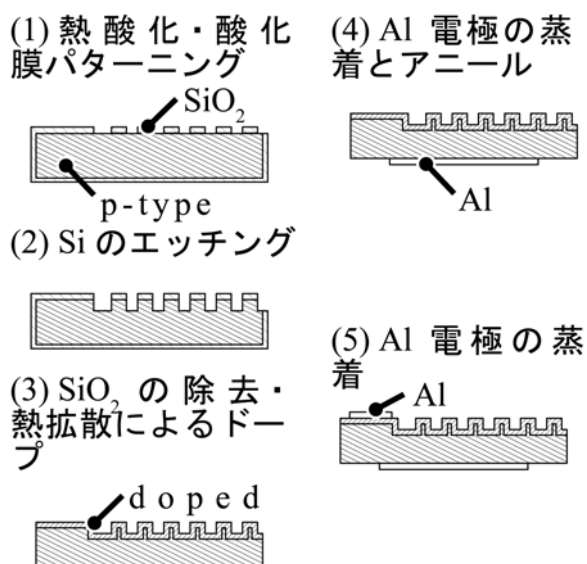 (1) 熱酸化・酸化
膜パターニング
SiO₂
p-type
(2) Si のエッチング
(3) SiO₂ の除去・
熱拡散によるドー
プ
doped
(4) Al 電極の蒸
着とアニール
Al
(5) Al 電極の蒸
着
Al